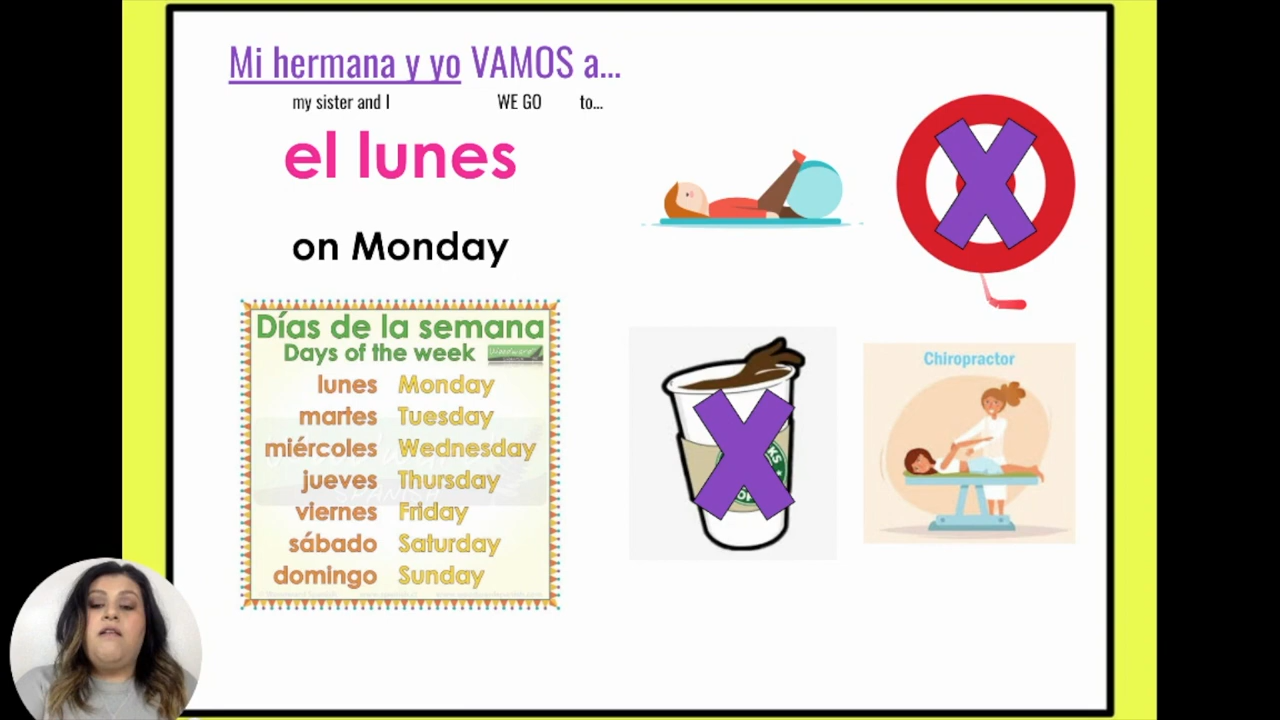 Mi hermana y yo VAMOS a...
my sister and I WE GO to...
el lunes
on Monday
Días de la semana
Days of the week
lunes Monday
martes Tuesday
miércoles Wednesday
jueves Thursday
viernes Friday
sábado Saturday
domingo Sunday
Chiropractor